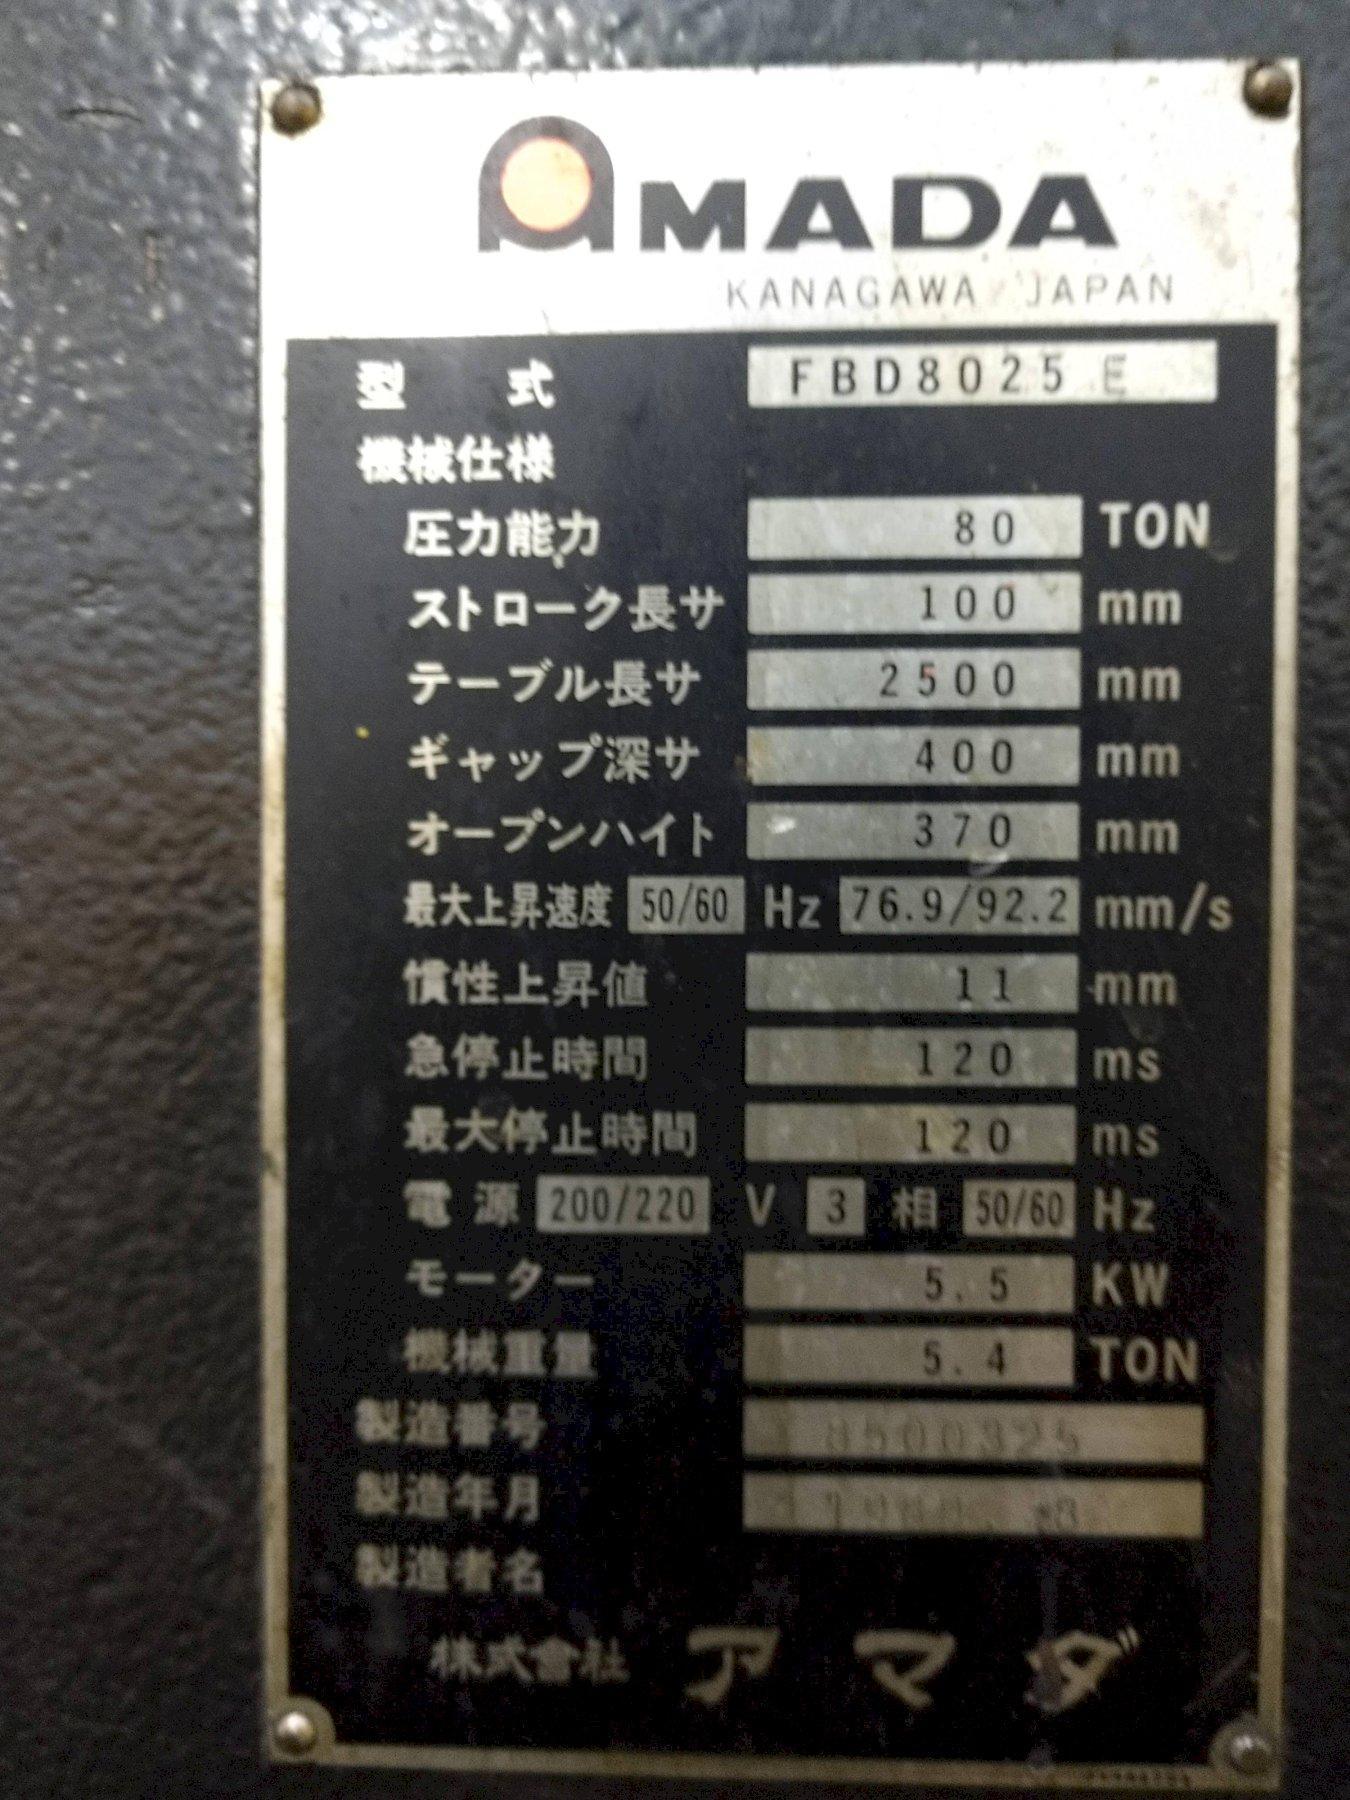 AMADA
KANAGAWA JAPAN
型 式 FBD8025 E
機械仕様
圧力能力 80 TON
ストローク長サ 100 mm
テーブル長サ 2500 mm
ギャップ深サ 400 mm
オープンハイト 370 mm
最大上昇速度 50/60 Hz 76.9/92.2 mm/s
慣性上昇値 11 mm
急停止時間 120 ms
最大停止時間 120 ms
電源 200/220 V 3 相 50/60 Hz
モーター 5.5 KW
機械重量 5.4 TON
製造番号 8500325
製造年月
製造者名
株式會社 アマダ